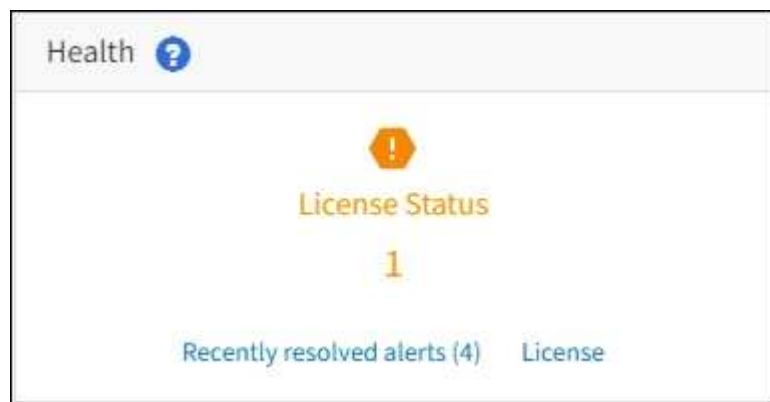 Health ?
!
License Status
1
Recently resolved alerts (4) License